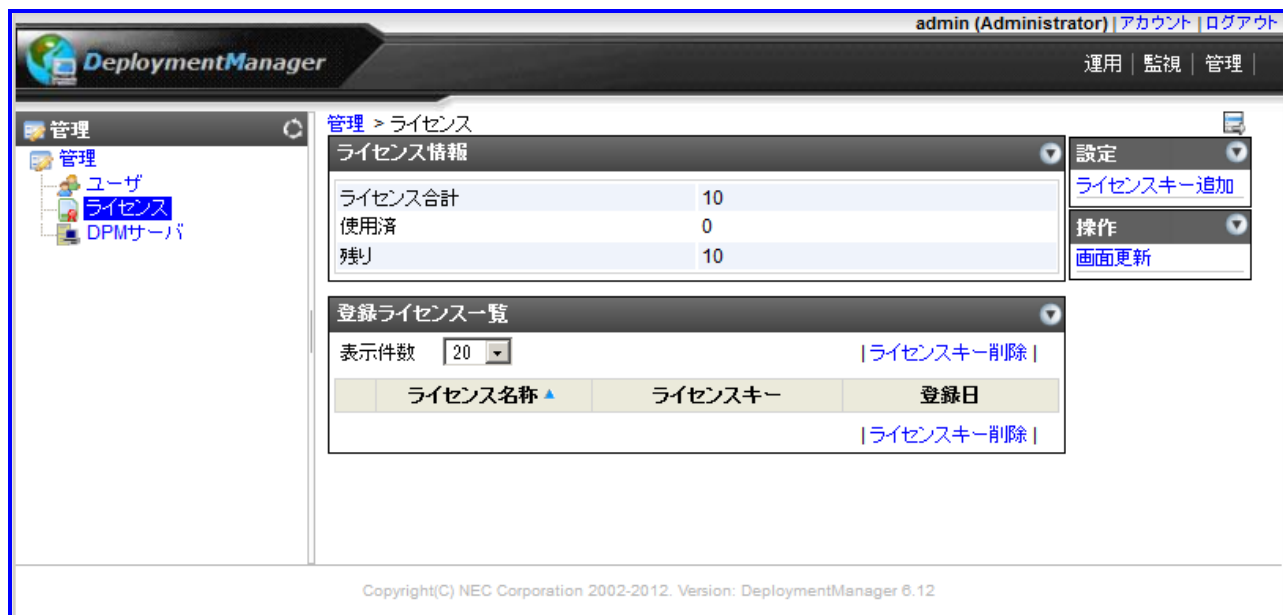 admin (Administrator) | アカウント | ログアウト
DeploymentManager
運用 | 監視 | 管理 |
管理
管理
ユーザ
ライセンス
DPMサーバ
管理 > ライセンス
ライセンス情報
ライセンス合計 10
使用済 0
残り 10
登録ライセンス一覧
表示件数 20 | ライセンスキー削除 |
ライセンス名称 ライセンスキー 登録日
| ライセンスキー削除 |
設定
ライセンスキー追加
操作
画面更新
Copyright(C) NEC Corporation 2002-2012. Version: DeploymentManager 6.12